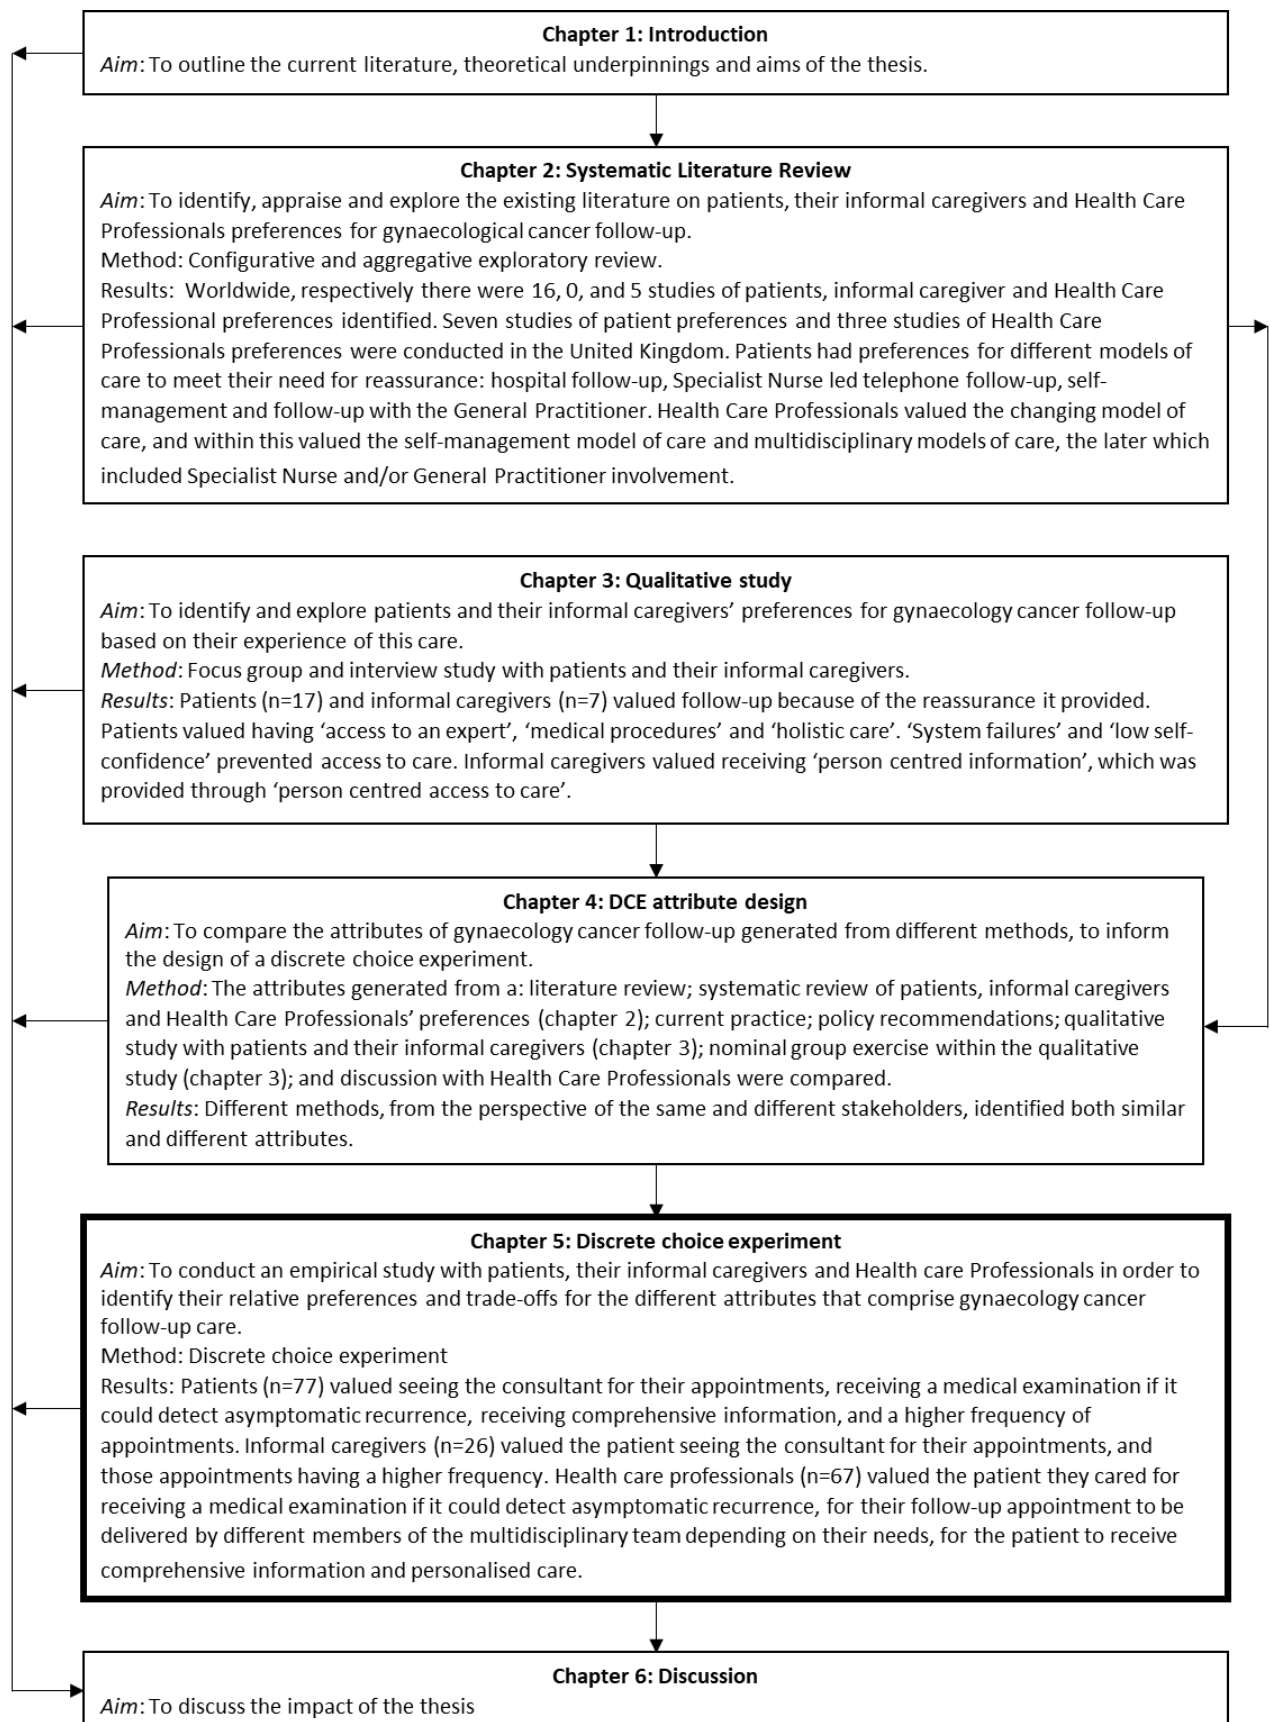 Chapter 1: Introduction
Aim: To outline the current literature, theoretical underpinnings and aims of the thesis.
Chapter 2: Systematic Literature Review
Aim: To identify, appraise and explore the existing literature on patients, their informal caregivers and Health Care
Professionals preferences for gynaecological cancer follow-up.
Method: Configurative and aggregative exploratory review.
Results: Worldwide, respectively there were 16, 0, and 5 studies of patients, informal caregiver and Health Care
Professional preferences identified. Seven studies of patient preferences and three studies of Health Care
Professionals preferences were conducted in the United Kingdom. Patients had preferences for different models of
care to meet their need for reassurance: hospital follow-up, Specialist Nurse led telephone follow-up, self-
management and follow-up with the General Practitioner. Health Care Professionals valued the changing model of
care, and within this valued the self-management model of care and multidisciplinary models of care, the later which
included Specialist Nurse and/or General Practitioner involvement.
Chapter 3: Qualitative study
Aim: To identify and explore patients and their informal caregivers’ preferences for gynaecology cancer follow-up
based on their experience of this care.
Method: Focus group and interview study with patients and their informal caregivers.
Results: Patients (n=17) and informal caregivers (n=7) valued follow-up because of the reassurance it provided.
Patients valued having ‘access to an expert’, ‘medical procedures’ and ‘holistic care’. ‘System failures’ and ‘low self-
confidence’ prevented access to care. Informal caregivers valued receiving ‘person centred information’, which was
provided through ‘person centred access to care’.
Chapter 4: DCE attribute design
Aim: To compare the attributes of gynaecology cancer follow-up generated from different methods, to inform
the design of a discrete choice experiment.
Method: The attributes generated from a: literature review; systematic review of patients, informal caregivers
and Health Care Professionals’ preferences (chapter 2); current practice; policy recommendations; qualitative
study with patients and their informal caregivers (chapter 3); nominal group exercise within the qualitative
study (chapter 3); and discussion with Health Care Professionals were compared.
Results: Different methods, from the perspective of the same and different stakeholders, identified both similar
and different attributes.
Chapter 5: Discrete choice experiment
Aim: To conduct an empirical study with patients, their informal caregivers and Health care Professionals in order to
identify their relative preferences and trade-offs for the different attributes that comprise gynaecology cancer
follow-up care.
Method: Discrete choice experiment
Results: Patients (n=77) valued seeing the consultant for their appointments, receiving a medical examination if it
could detect asymptomatic recurrence, receiving comprehensive information, and a higher frequency of
appointments. Informal caregivers (n=26) valued the patient seeing the consultant for their appointments, and
those appointments having a higher frequency. Health care professionals (n=67) valued the patient they cared for
receiving a medical examination if it could detect asymptomatic recurrence, for their follow-up appointment to be
delivered by different members of the multidisciplinary team depending on their needs, for the patient to receive
comprehensive information and personalised care.
Chapter 6: Discussion
Aim: To discuss the impact of the thesis